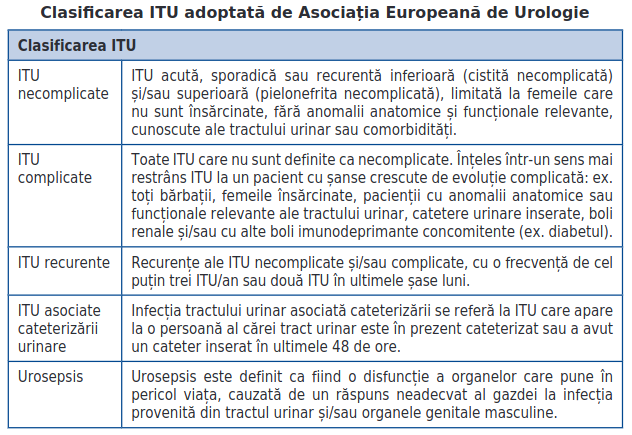 Clasificarea ITU adoptată de Asociația Europeană de Urologie
Clasificarea ITU
ITU necomplicate
ITU acută, sporadică sau recurentă inferioară (cistită necomplicată)
și/sau superioară (pielonefrita necomplicată), limitată la femeile care
nu sunt însărcinate, fără anomalii anatomice și funcționale relevante,
cunoscute ale tractului urinar sau comorbidități.
ITU complicate
Toate ITU care nu sunt definite ca necomplicate. Înțeles într-un sens mai
restrâns ITU la un pacient cu șanse crescute de evoluție complicată: ex.
toți bărbații, femeile însărcinate, pacienții cu anomalii anatomice sau
funcționale relevante ale tractului urinar, catetere urinare inserate, boli
renale și/sau cu alte boli imunodeprimante concomitente (ex. diabetul).
ITU recurente
Recurențe ale ITU necomplicate și/sau complicate, cu o frecvență de cel
puțin trei ITU/an sau două ITU în ultimele șase luni.
ITU asociate
cateterizării
urinare
Infecția tractului urinar asociată cateterizării se referă la ITU care apare
la o persoană al cărei tract urinar este în prezent cateterizat sau a avut
un cateter inserat în ultimele 48 de ore.
Urosepsis
Urosepsis este definit ca fiind o disfuncție a organelor care pune în
pericol viața, cauzată de un răspuns neadecvat al gazdei la infecția
provenită din tractul urinar și/sau organele genitale masculine.